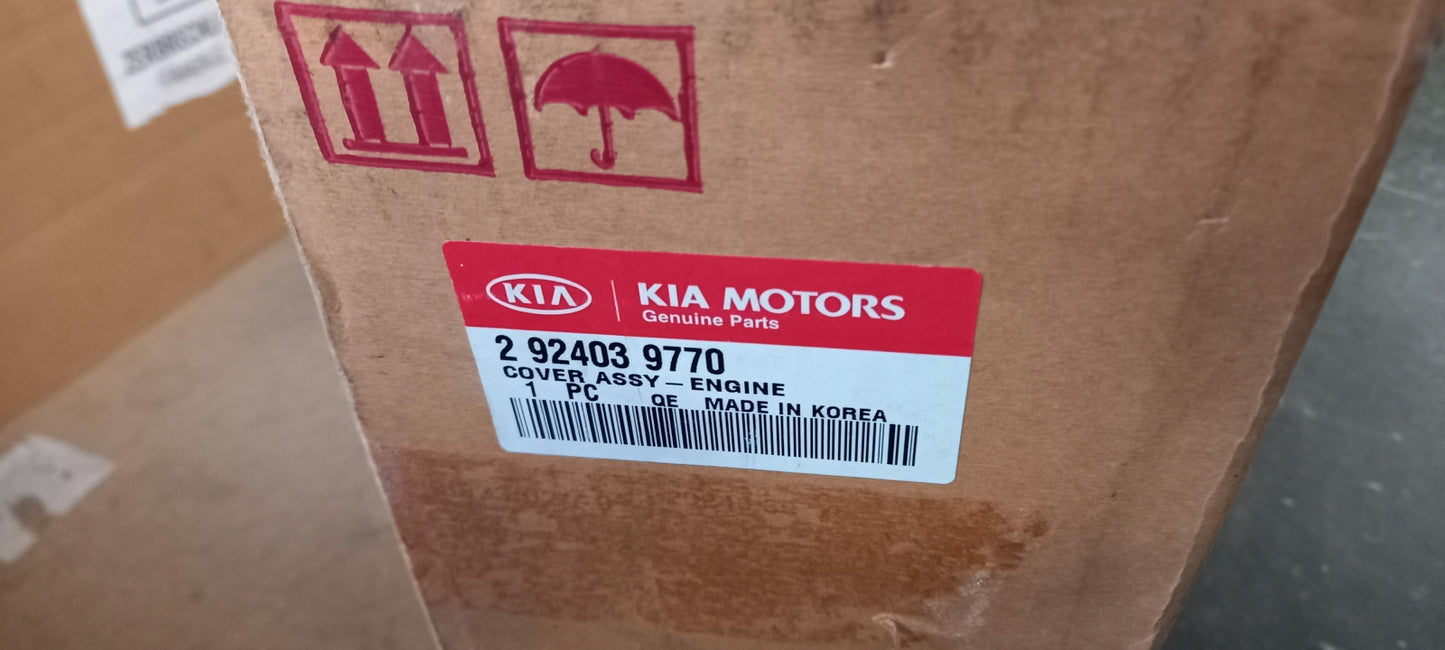 KIA
KIA MOTORS
Genuine Parts
2 92403 9770
COVER ASSY – ENGINE
1 PC QE MADE IN KOREA